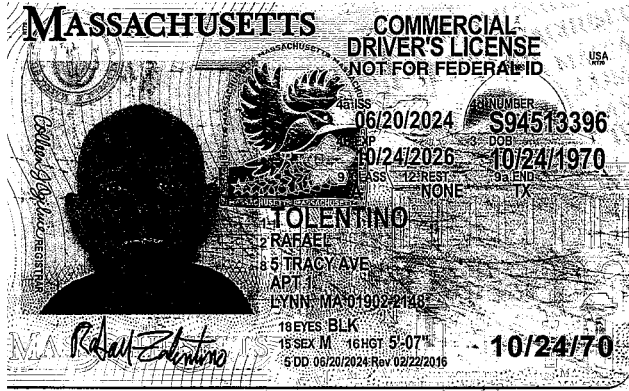 MASSACHUSETTS
COMMERCIAL
DRIVER'S LICENSE
NOT FOR FEDERAL ID
USA
4a ISS
06/20/2024
NUMBER
S94513396
EXP
10/24/2026
3 DOB
10/24/1970
CLASS
A
12 REST
NONE
9a END
TX
1 TOLENTINO
2 RAFAEL
8 5 TRACY AVE
APT 1
LYNN, MA 01902-2148
18 EYES BLK
15 SEX M 16 HGT 5'-07"
10/24/70
5 DD 06/20/2024 Rev 02/22/2016
Rafael Tolentino
REGISTRAR